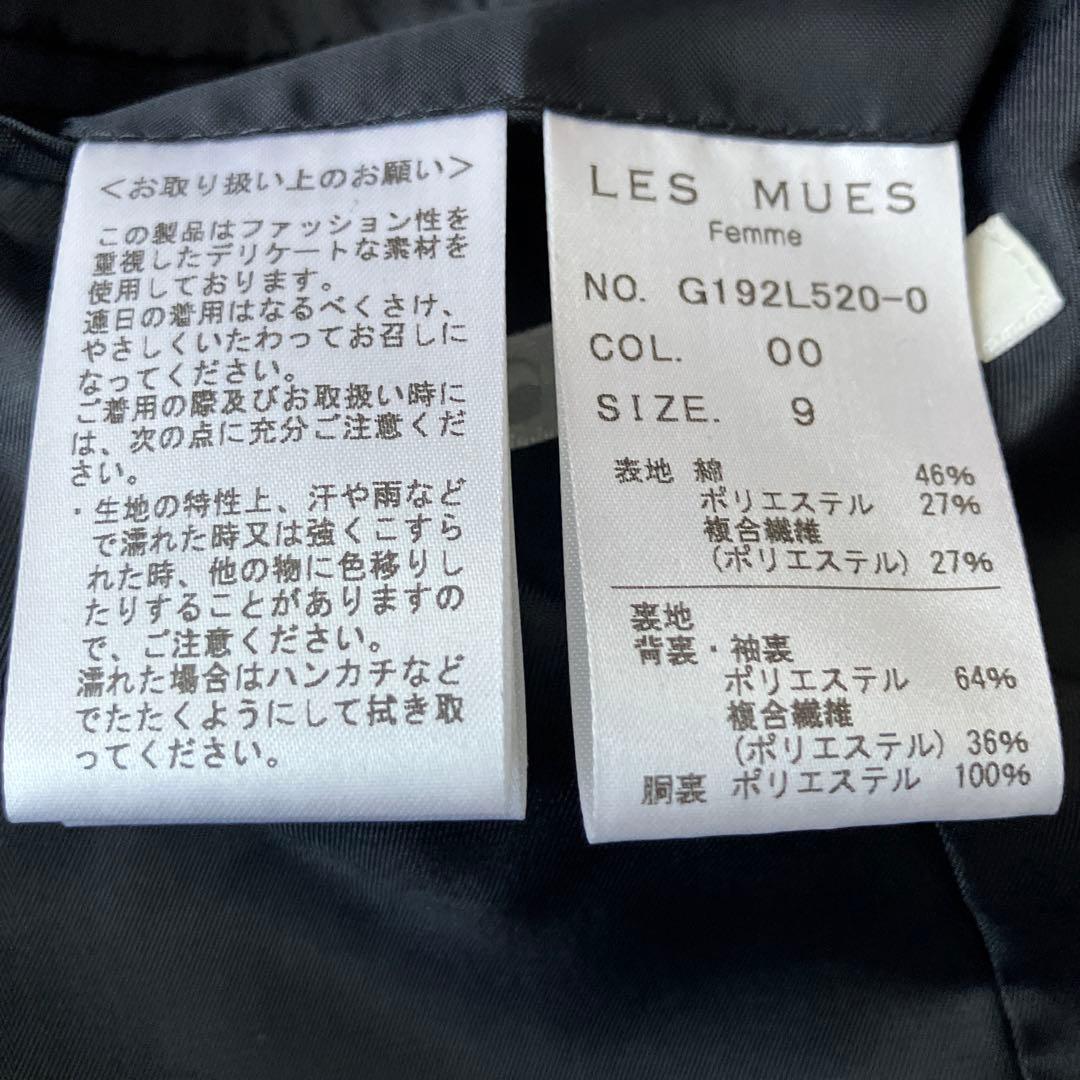 <お取り扱い上のお願い>
この製品はファッション性を
重視したデリケートな素材を
使用しております。
連日の着用はなるべくさけ、
やさしくいたわってお召しに
なってください。
ご着用の際及びお取扱い時に
は、次の点に充分ご注意くだ
さい。
・生地の特性上、汗や雨など
で濡れた時又は強くこすら
れた時、他の物に色移りし
たりすることがありますの
で、ご注意ください。
濡れた場合はハンカチなど
でたたくようにして拭き取
ってください。
LES MUES
Femme
NO. G192L520-0
COL. 00
SIZE. 9
表地 綿 46%
ポリエステル 27%
複合繊維
(ポリエステル) 27%
裏地
背裏・袖裏
ポリエステル 64%
複合繊維
(ポリエステル) 36%
胴裏 ポリエステル 100%